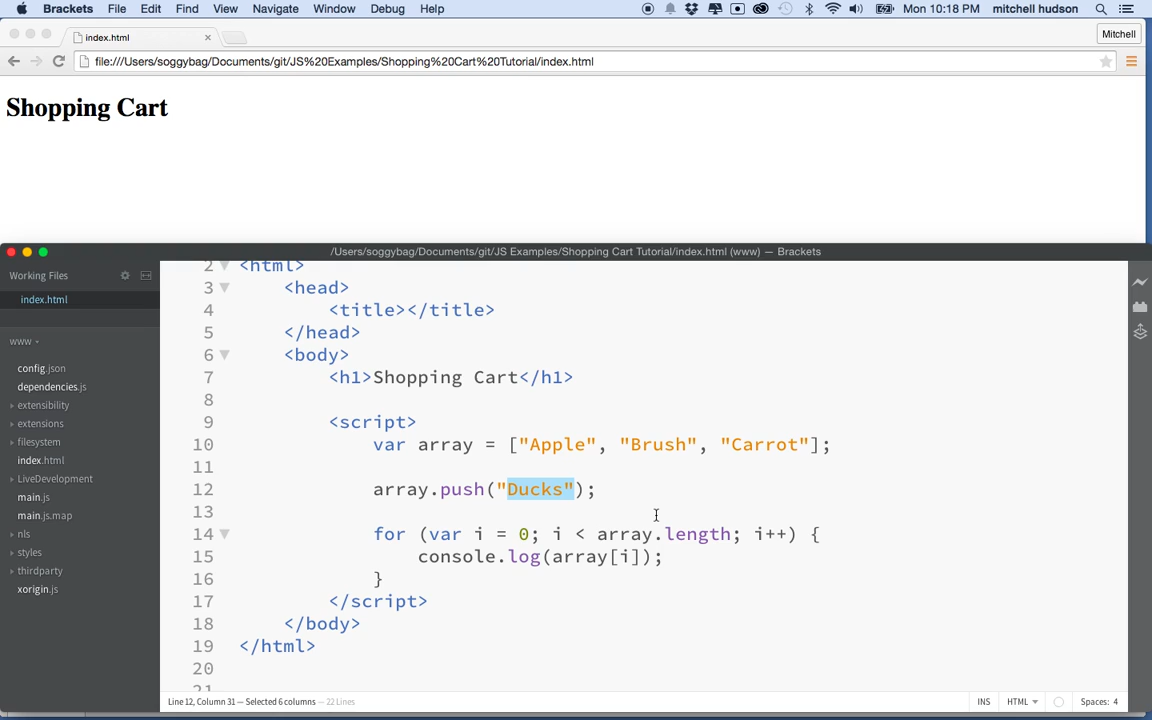 Brackets File Edit Find View Navigate Window Debug Help Mon 10:18 PM mitchell hudson
index.html Mitchell
file:///Users/soggybag/Documents/git/JS%20Examples/Shopping%20Cart%20Tutorial/index.html
Shopping Cart
/Users/soggybag/Documents/git/JS Examples/Shopping Cart Tutorial/index.html (www) — Brackets
Working Files
index.html
www
config.json
dependencies.js
extensibility
extensions
filesystem
index.html
LiveDevelopment
main.js
main.js.map
nls
styles
thirdparty
xorigin.js
2 <html>
3 <head>
4 <title></title>
5 </head>
6 <body>
7 <h1>Shopping Cart</h1>
8
9 <script>
10 var array = ["Apple", "Brush", "Carrot"];
11
12 array.push("Ducks");
13
14 for (var i = 0; i < array.length; i++) {
15 console.log(array[i]);
16 }
17 </script>
18 </body>
19 </html>
20
21
Line 12, Column 31 — Selected 6 columns — 22 Lines INS HTML Spaces: 4